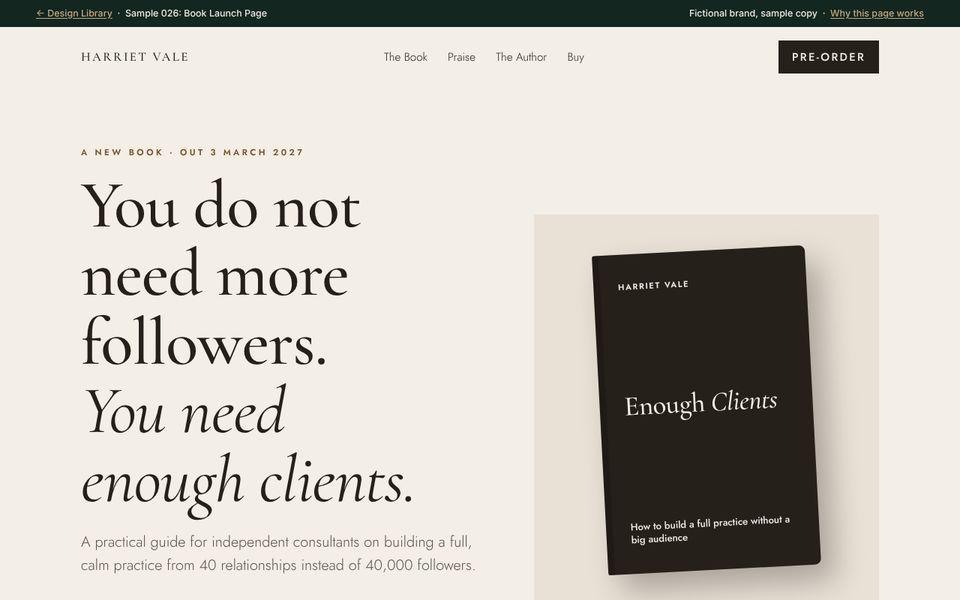 ← Design Library · Sample 026: Book Launch Page
Fictional brand, sample copy · Why this page works
HARRIET VALE
The Book
Praise
The Author
Buy
PRE-ORDER
A NEW BOOK · OUT 3 MARCH 2027
You do not
need more
followers.
You need
enough clients.
A practical guide for independent consultants on building a full,
calm practice from 40 relationships instead of 40,000 followers.
HARRIET VALE
Enough Clients
How to build a full practice without a
big audience